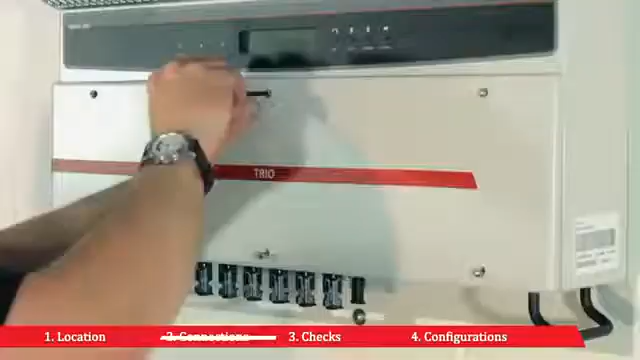 TRIO
1. Location
2. Connections
3. Checks
4. Configurations